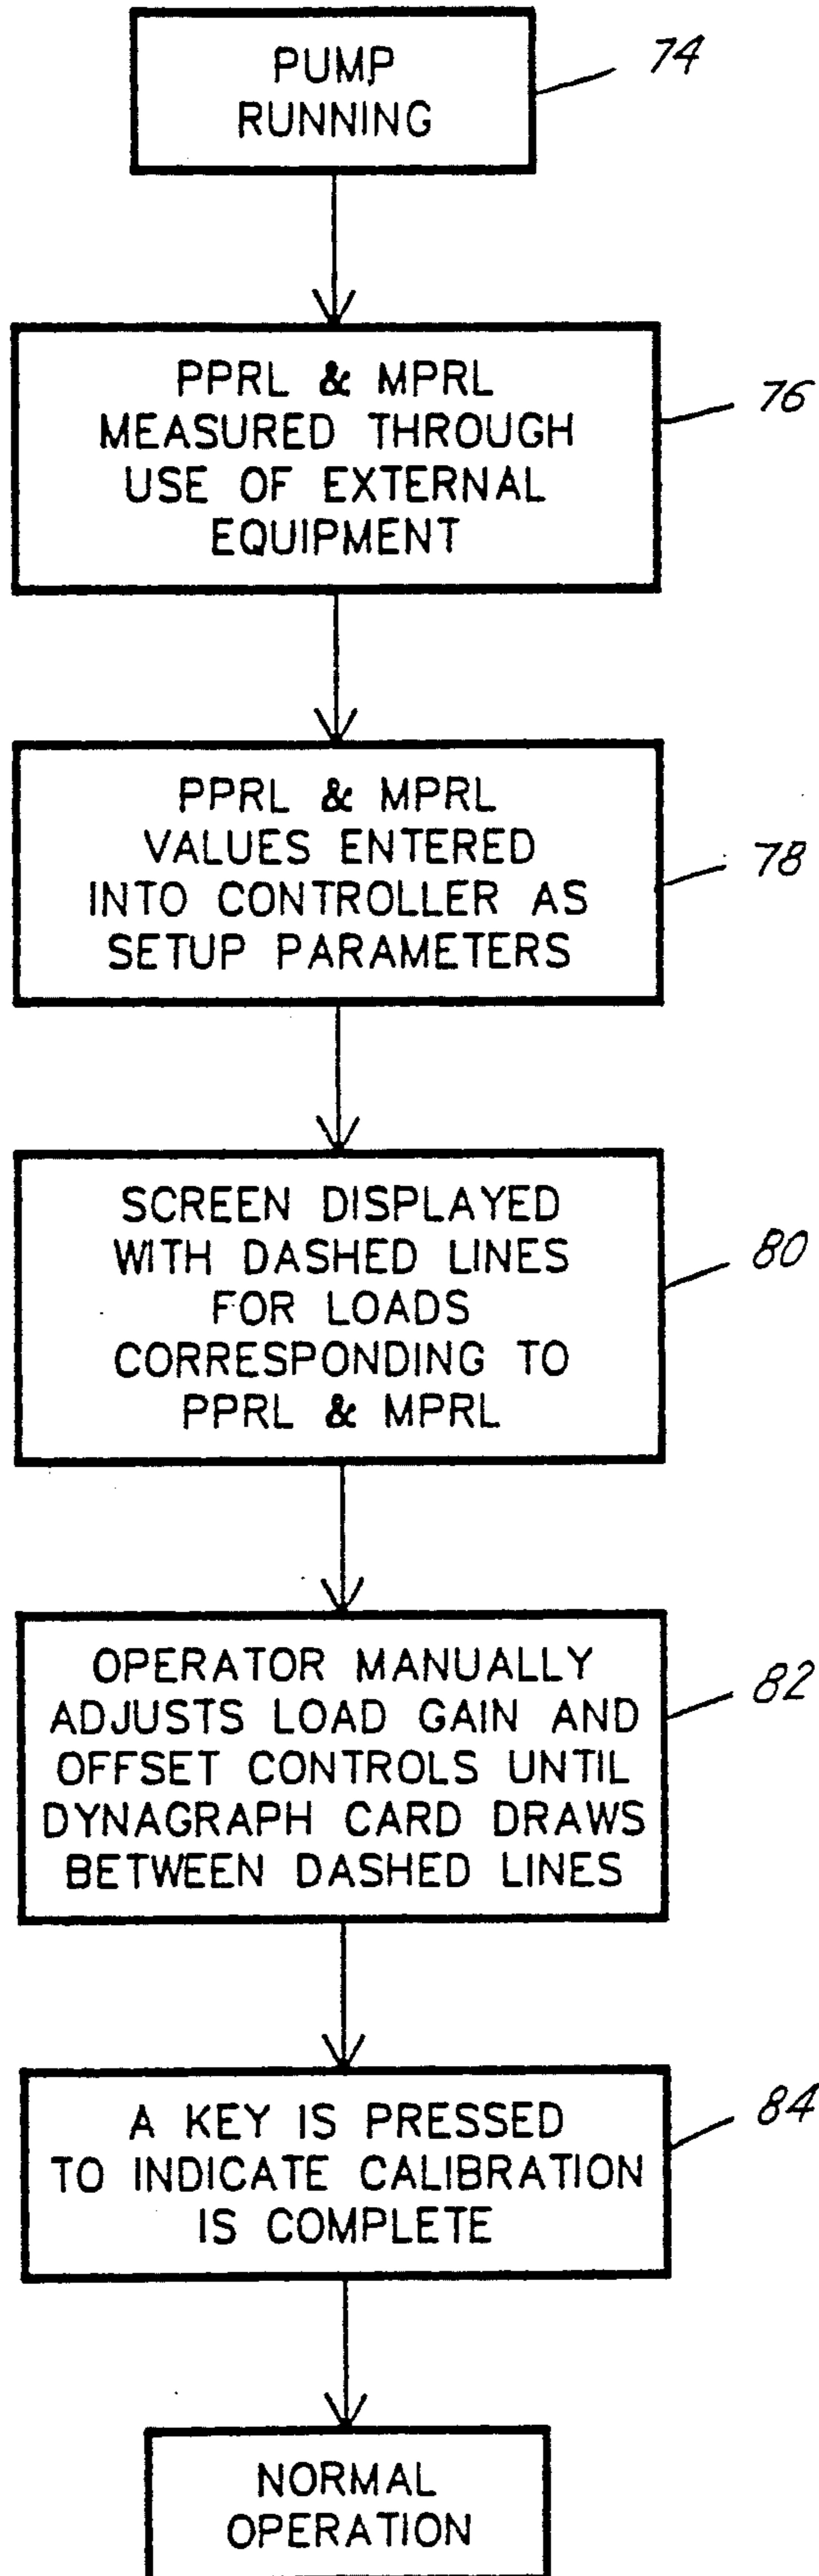 PUMP
RUNNING
74
PPRL & MPRL
MEASURED THROUGH
USE OF EXTERNAL
EQUIPMENT
76
PPRL & MPRL
VALUES ENTERED
INTO CONTROLLER AS
SETUP PARAMETERS
78
SCREEN DISPLAYED
WITH DASHED LINES
FOR LOADS
CORRESPONDING TO
PPRL & MPRL
80
OPERATOR MANUALLY
ADJUSTS LOAD GAIN AND
OFFSET CONTROLS UNTIL
DYNAGRAPH CARD DRAWS
BETWEEN DASHED LINES
82
A KEY IS PRESSED
TO INDICATE CALIBRATION
IS COMPLETE
84
NORMAL
OPERATION